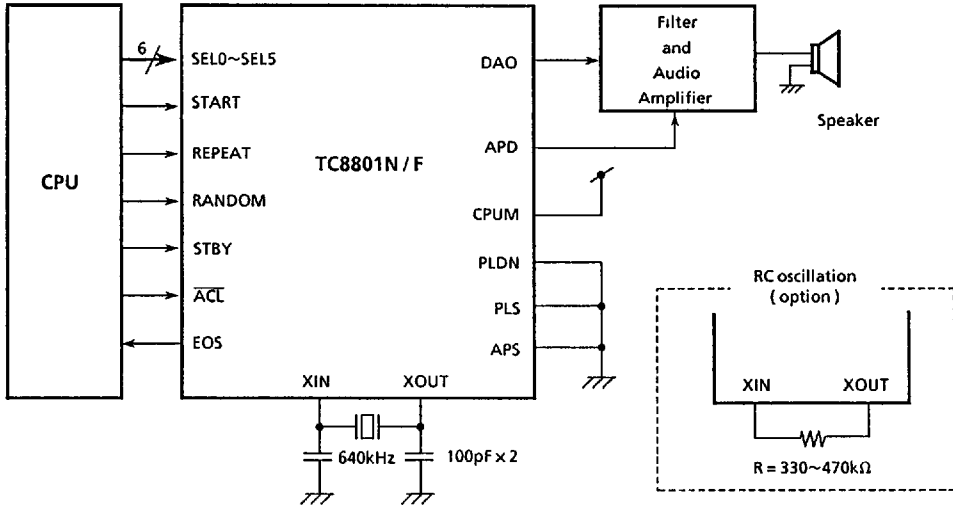 CPU
6
SEL0~SEL5
START
REPEAT
RANDOM
STBY
ACL
EOS
TC8801N / F
DAO
APD
CPUM
PLDN
PLS
APS
XIN
XOUT
640kHz
100pF × 2
Filter
and
Audio
Amplifier
Speaker
RC oscillation
( option )
XIN
XOUT
R = 330~470kΩ